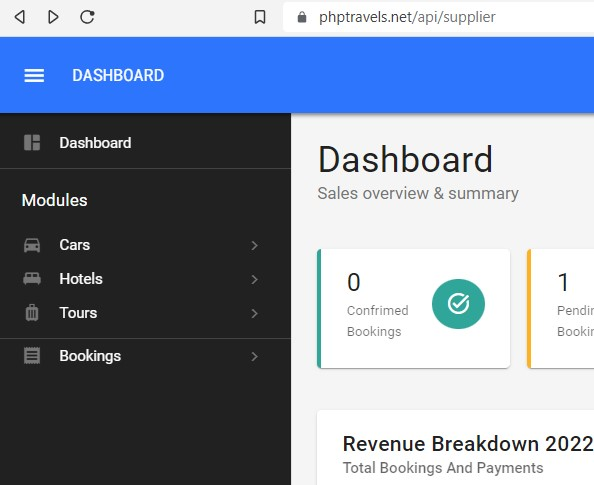 phptravels.net/api/supplier
DASHBOARD
Dashboard
Modules
Cars
Hotels
Tours
Bookings
Dashboard
Sales overview & summary
0
Confrimed
Bookings
1
Revenue Breakdown 2022
Total Bookings And Payments